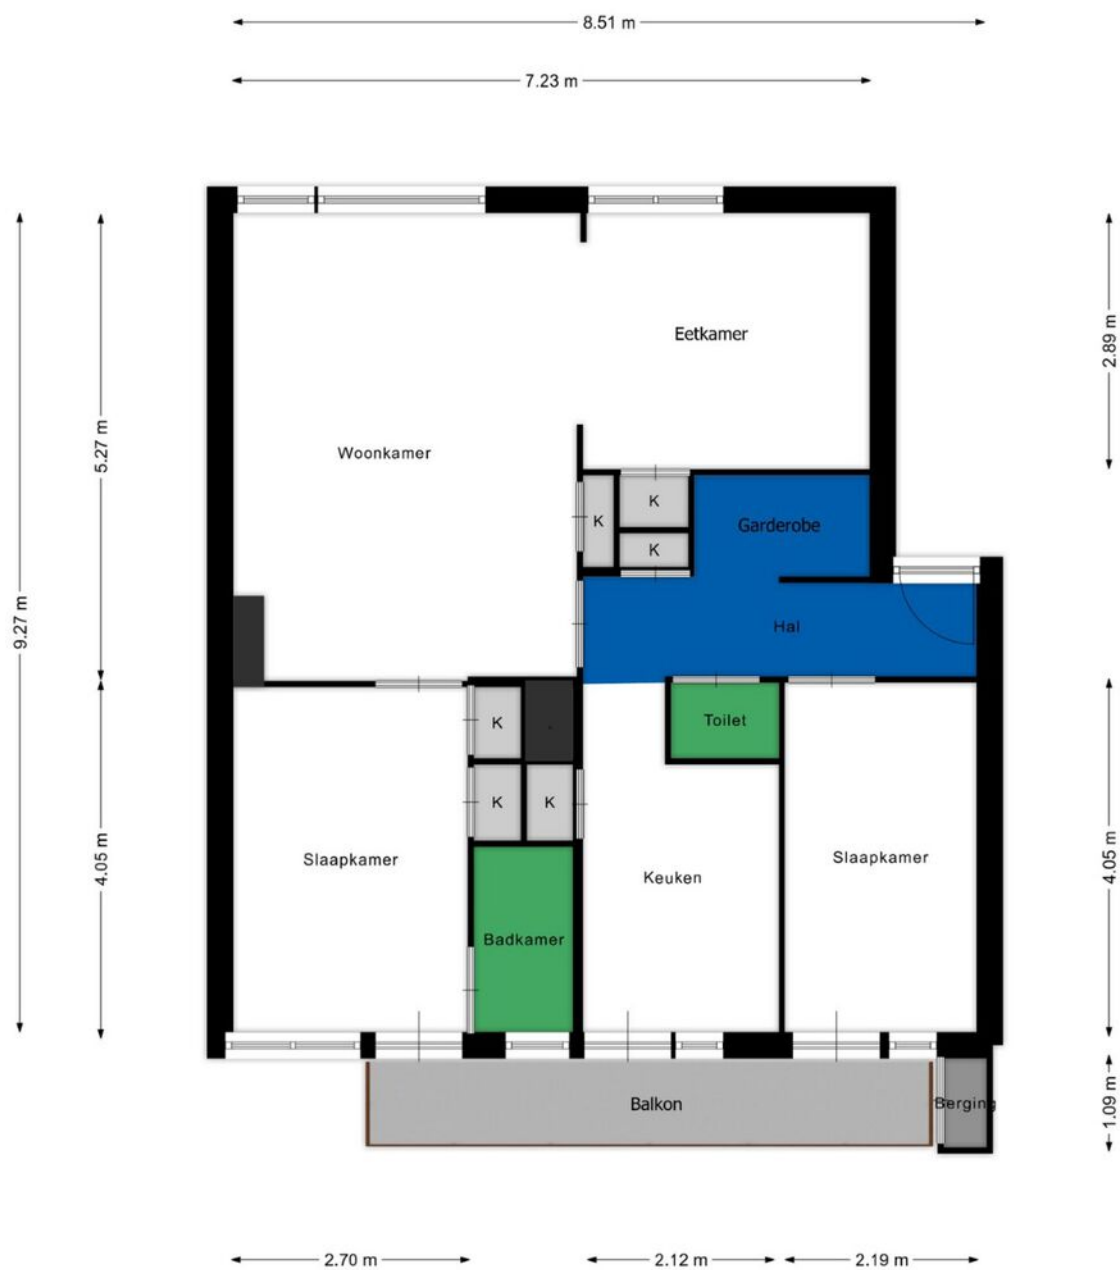 8.51 m
7.23 m
Eetkamer
2.89 m
Woonkamer
5.27 m
K
K
Garderobe
K
9.27 m
Hal
K
Toilet
K
K
4.05 m
Slaapkamer
Keuken
Slaapkamer
4.05 m
Badkamer
Balkon
Berging
1.09 m
2.70 m
2.12 m
2.19 m